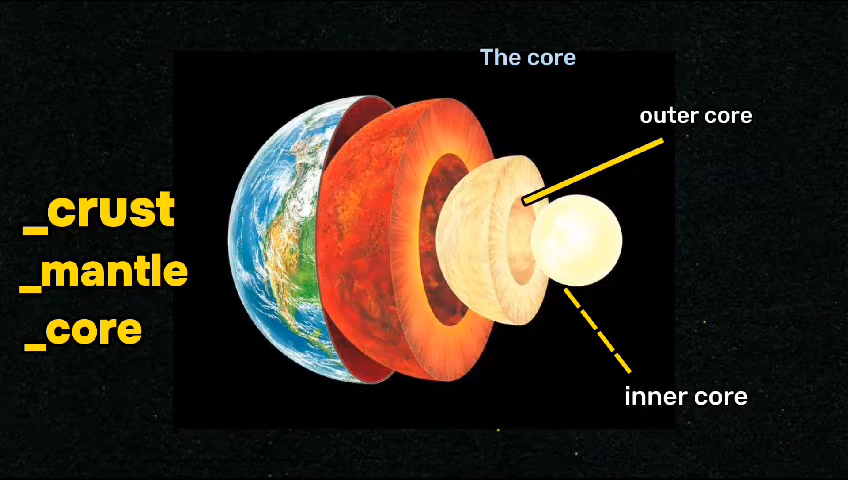 The core
outer core
_crust
_mantle
_core
inner core